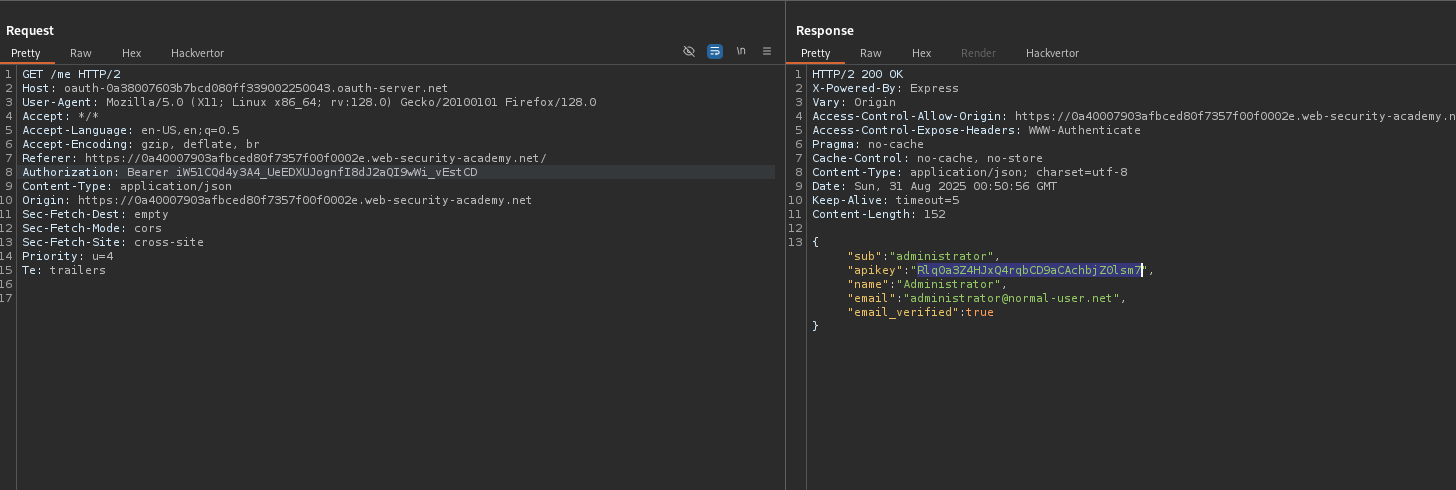 Request
Pretty Raw Hex Hackvertor \n
1 GET /me HTTP/2
2 Host: oauth-0a38007603b7bcd080ff339002250043.oauth-server.net
3 User-Agent: Mozilla/5.0 (X11; Linux x86_64; rv:128.0) Gecko/20100101 Firefox/128.0
4 Accept: */*
5 Accept-Language: en-US,en;q=0.5
6 Accept-Encoding: gzip, deflate, br
7 Referer: https://0a40007903afbced80f7357f00f0002e.web-security-academy.net/
8 Authorization: Bearer iW51CQd4y3A4_UeEDXUJognfI8dJ2aQI9wWi_vEstCD
9 Content-Type: application/json
10 Origin: https://0a40007903afbced80f7357f00f0002e.web-security-academy.net
11 Sec-Fetch-Dest: empty
12 Sec-Fetch-Mode: cors
13 Sec-Fetch-Site: cross-site
14 Priority: u=4
15 Te: trailers
16
17
Response
Pretty Raw Hex Render Hackvertor
1 HTTP/2 200 OK
2 X-Powered-By: Express
3 Vary: Origin
4 Access-Control-Allow-Origin: https://0a40007903afbced80f7357f00f0002e.web-security-academy.n
5 Access-Control-Expose-Headers: WWW-Authenticate
6 Pragma: no-cache
7 Cache-Control: no-cache, no-store
8 Content-Type: application/json; charset=utf-8
9 Date: Sun, 31 Aug 2025 00:50:56 GMT
10 Keep-Alive: timeout=5
11 Content-Length: 152
12
13 {
"sub":"administrator",
"apikey":"RlqOa3Z4HJxQ4rqbCD9aCAchbjZOlsm7",
"name":"Administrator",
"email":"administrator@normal-user.net",
"email_verified":true
}